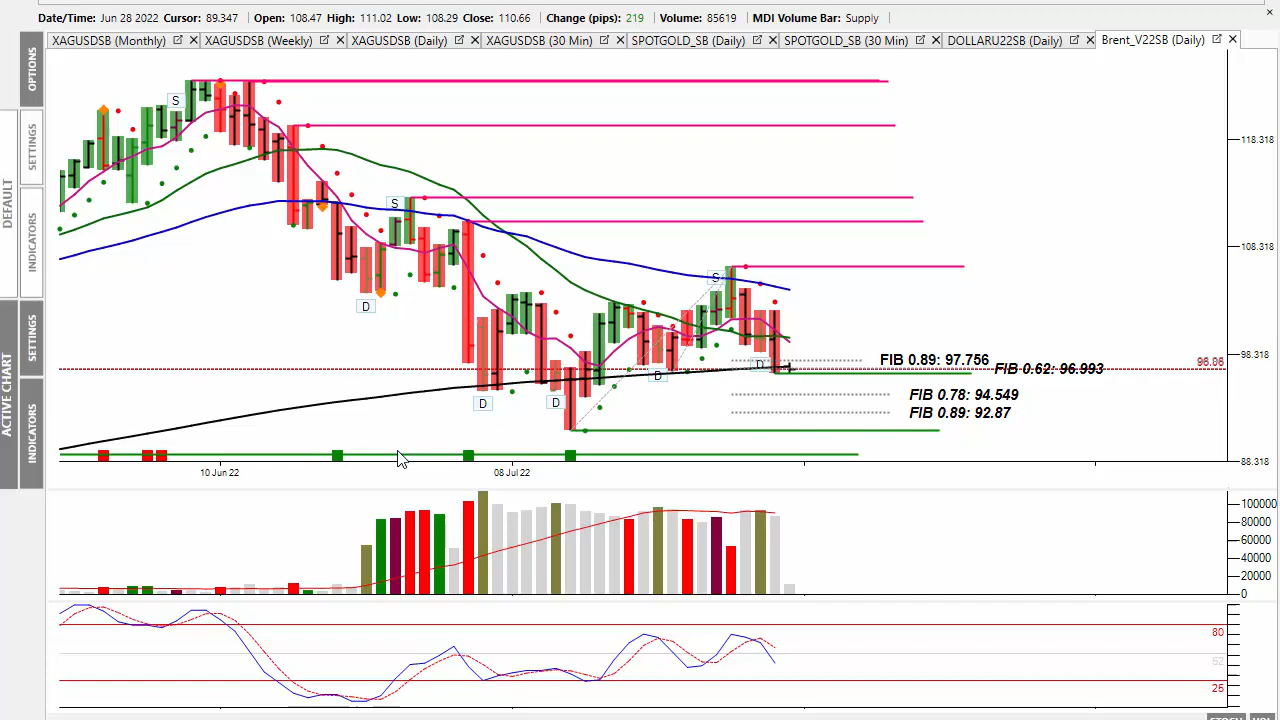 Date/Time: Jun 28 2022 Cursor: 89.347 Open: 108.47 High: 111.02 Low: 108.29 Close: 110.66 Change (pips): 219 Volume: 85619 MDI Volume Bar: Supply
XAGUSDSB (Monthly) XAGUSDSB (Weekly) XAGUSDSB (Daily) XAGUSDSB (30 Min) SPOTGOLD_SB (Daily) SPOTGOLD_SB (30 Min) DOLLARU22SB (Daily) Brent_V22SB (Daily)
OPTIONS
SETTINGS
DEFAULT
INDICATORS
SETTINGS
ACTIVE CHART
INDICATORS
S
118.318
S
108.318
S
D
98.318
FIB 0.89: 97.756
D
FIB 0.62: 96.993
D
FIB 0.78: 94.549
D
D
FIB 0.89: 92.87
88.318
10 Jun 22
08 Jul 22
100000
80000
60000
40000
20000
0
80
52
25